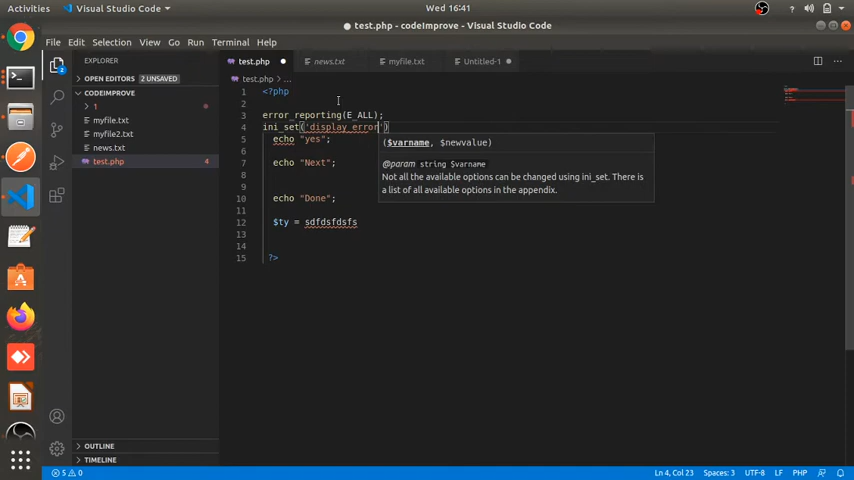 Activities
Visual Studio Code
Wed 16:41
● test.php - codeImprove - Visual Studio Code
File Edit Selection View Go Run Terminal Help
EXPLORER
OPEN EDITORS 2 UNSAVED
CODEIMPROVE
1
myfile.txt
myfile2.txt
news.txt
test.php 4
OUTLINE
TIMELINE
2
test.php
news.txt
myfile.txt
Untitled-1
test.php ...
1 <?php
2
3 error_reporting(E_ALL);
4 ini_set('display_error')
5 echo "yes";
6
7 echo "Next";
8
9
10 echo "Done";
11
12 $ty = sdfdsfdsfs
13
14
15 ?>
($varname, $newvalue)
@param string $varname
Not all the available options can be changed using ini_set. There is
a list of all available options in the appendix.
5 0
Ln 4, Col 23 Spaces: 3 UTF-8 LF PHP